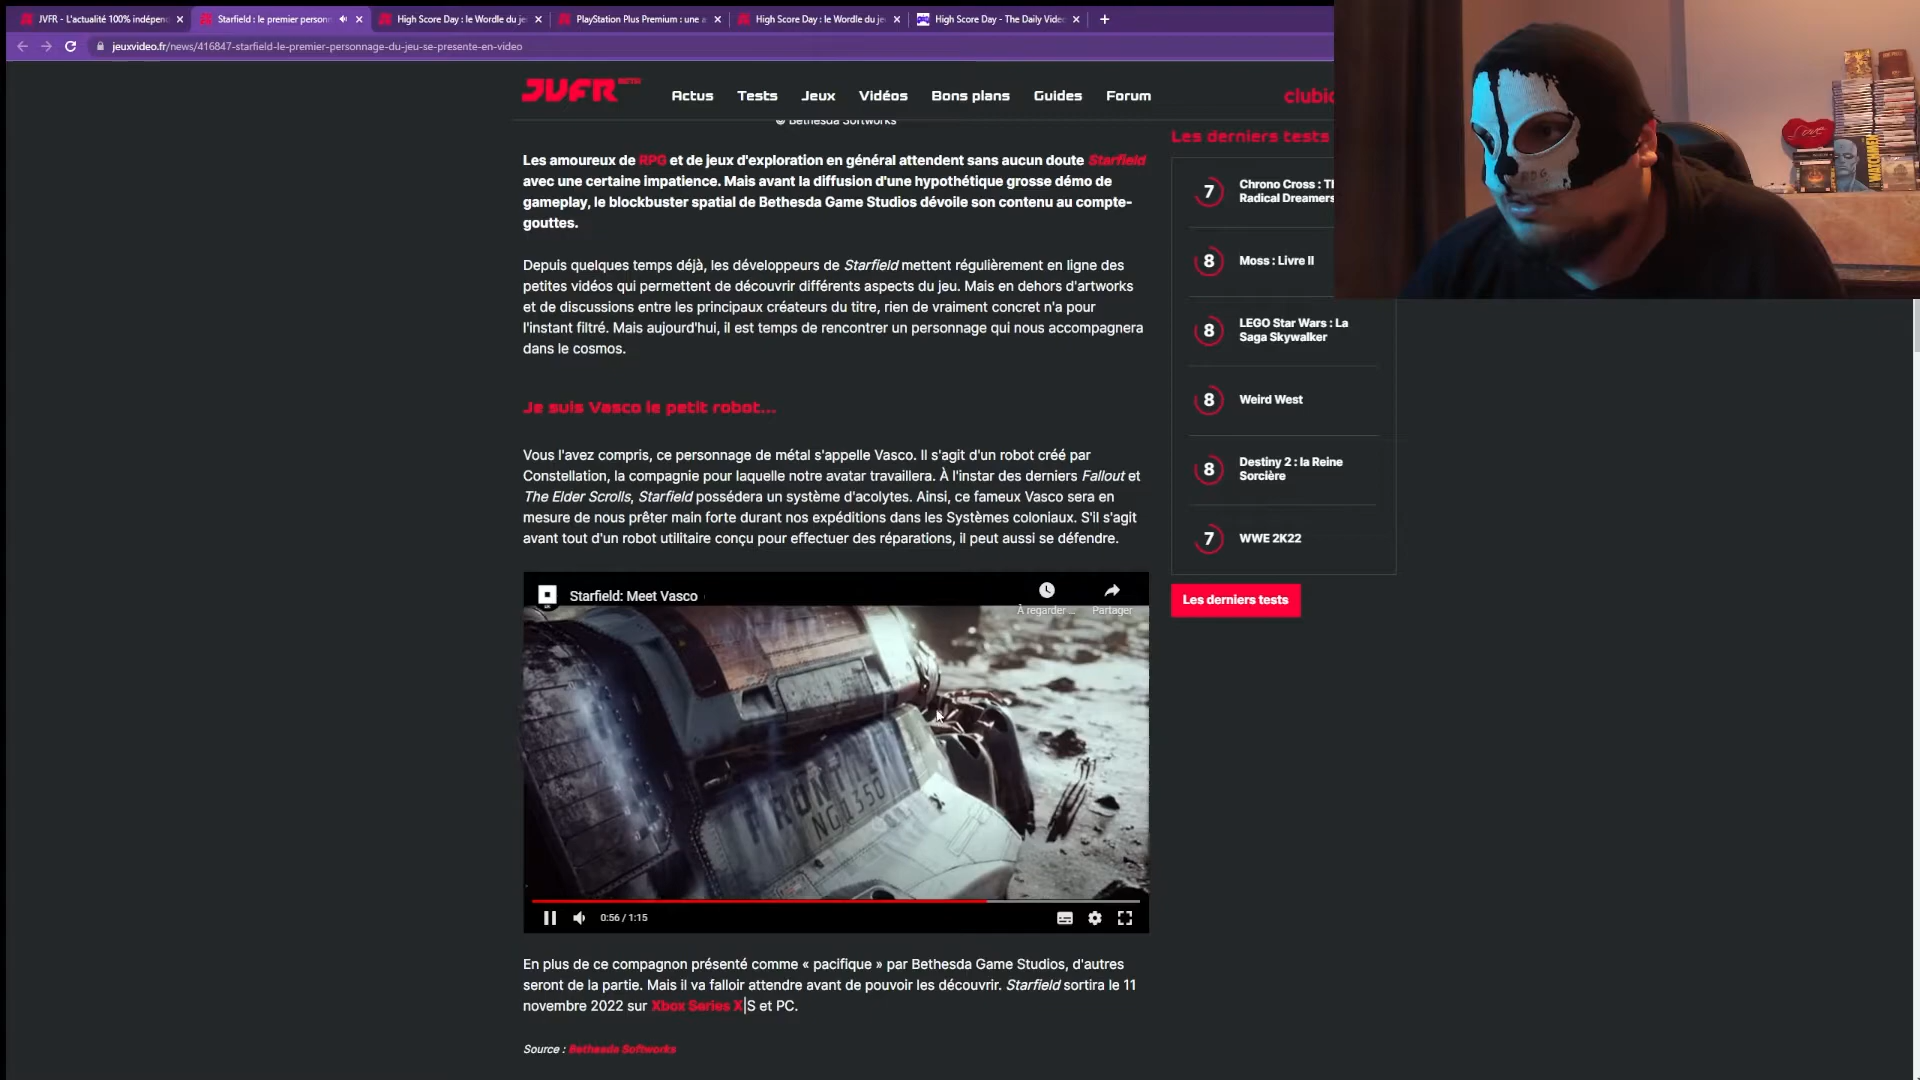 JVFR - L'actualité 100% indépen
Starfield : le premier personn
High Score Day : le Wordle du je
PlayStation Plus Premium : une a
High Score Day : le Wordle du je
High Score Day - The Daily Vide
jeuxvideo.fr/news/416847-starfield-le-premier-personnage-du-jeu-se-presente-en-video
JVFR BETA
Actus Tests Jeux Vidéos Bons plans Guides Forum
clubic
© Bethesda Softworks
Les amoureux de RPG et de jeux d'exploration en général attendent sans aucun doute Starfield
avec une certaine impatience. Mais avant la diffusion d'une hypothétique grosse démo de
gameplay, le blockbuster spatial de Bethesda Game Studios dévoile son contenu au compte-
gouttes.
Depuis quelques temps déjà, les développeurs de Starfield mettent régulièrement en ligne des
petites vidéos qui permettent de découvrir différents aspects du jeu. Mais en dehors d'artworks
et de discussions entre les principaux créateurs du titre, rien de vraiment concret n'a pour
l'instant filtré. Mais aujourd'hui, il est temps de rencontrer un personnage qui nous accompagnera
dans le cosmos.
Je suis Vasco le petit robot...
Vous l'avez compris, ce personnage de métal s'appelle Vasco. Il s'agit d'un robot créé par
Constellation, la compagnie pour laquelle notre avatar travaillera. À l'instar des derniers Fallout et
The Elder Scrolls, Starfield possédera un système d'acolytes. Ainsi, ce fameux Vasco sera en
mesure de nous prêter main forte durant nos expéditions dans les Systèmes coloniaux. S'il s'agit
avant tout d'un robot utilitaire conçu pour effectuer des réparations, il peut aussi se défendre.
Starfield: Meet Vasco
À regarder ...
Partager
FRONTIE
NG1350
0:56 / 1:15
En plus de ce compagnon présenté comme « pacifique » par Bethesda Game Studios, d'autres
seront de la partie. Mais il va falloir attendre avant de pouvoir les découvrir. Starfield sortira le 11
novembre 2022 sur Xbox Series X|S et PC.
Source : Bethesda Softworks
Les derniers tests
7 Chrono Cross : Th
Radical Dreamers
8 Moss : Livre II
8 LEGO Star Wars : La
Saga Skywalker
8 Weird West
8 Destiny 2 : la Reine
Sorcière
7 WWE 2K22
Les derniers tests
Love
WATCHMEN